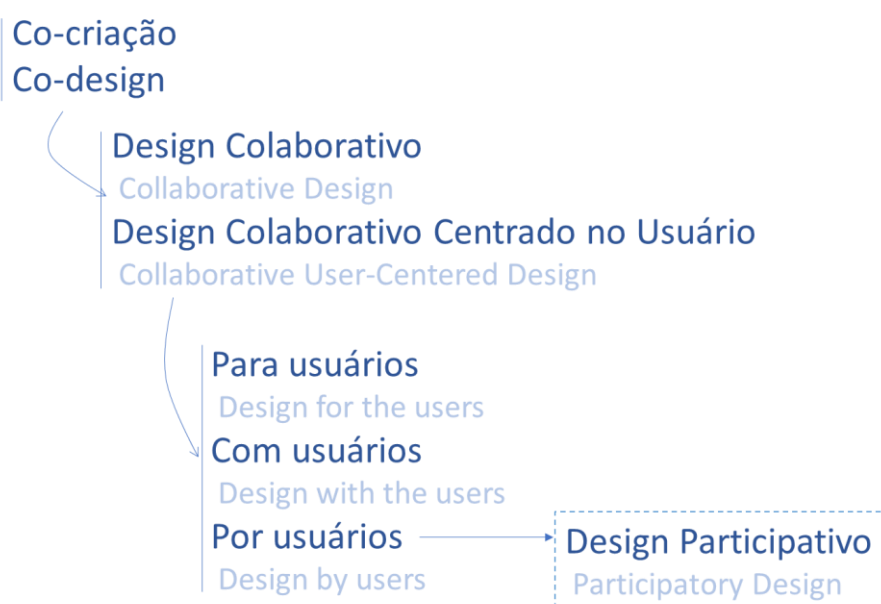 Co-criação
Co-design
Design Colaborativo
Collaborative Design
Design Colaborativo Centrado no Usuário
Collaborative User-Centered Design
Para usuários
Design for the users
Com usuários
Design with the users
Por usuários
Design by users
Design Participativo
Participatory Design